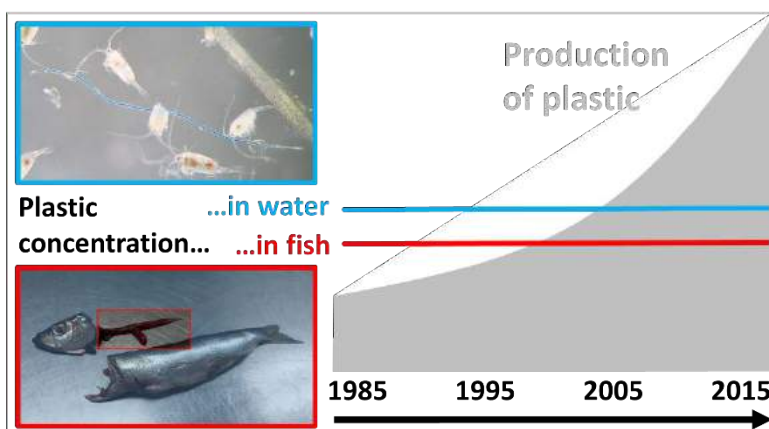 Production
of plastic
Plastic
concentration...
...in water
...in fish
1985 1995 2005 2015